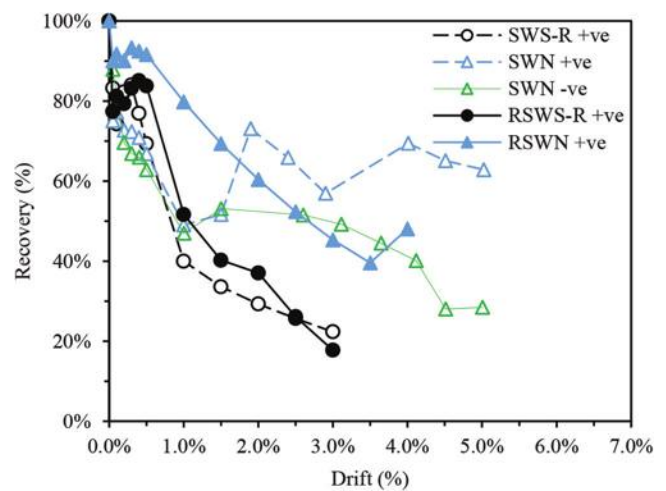 100%
80%
60%
40%
20%
0%
Recovery (%)
SWS-R +ve
SWN +ve
SWN -ve
RSWS-R +ve
RSWN +ve
0.0% 1.0% 2.0% 3.0% 4.0% 5.0% 6.0% 7.0%
Drift (%)